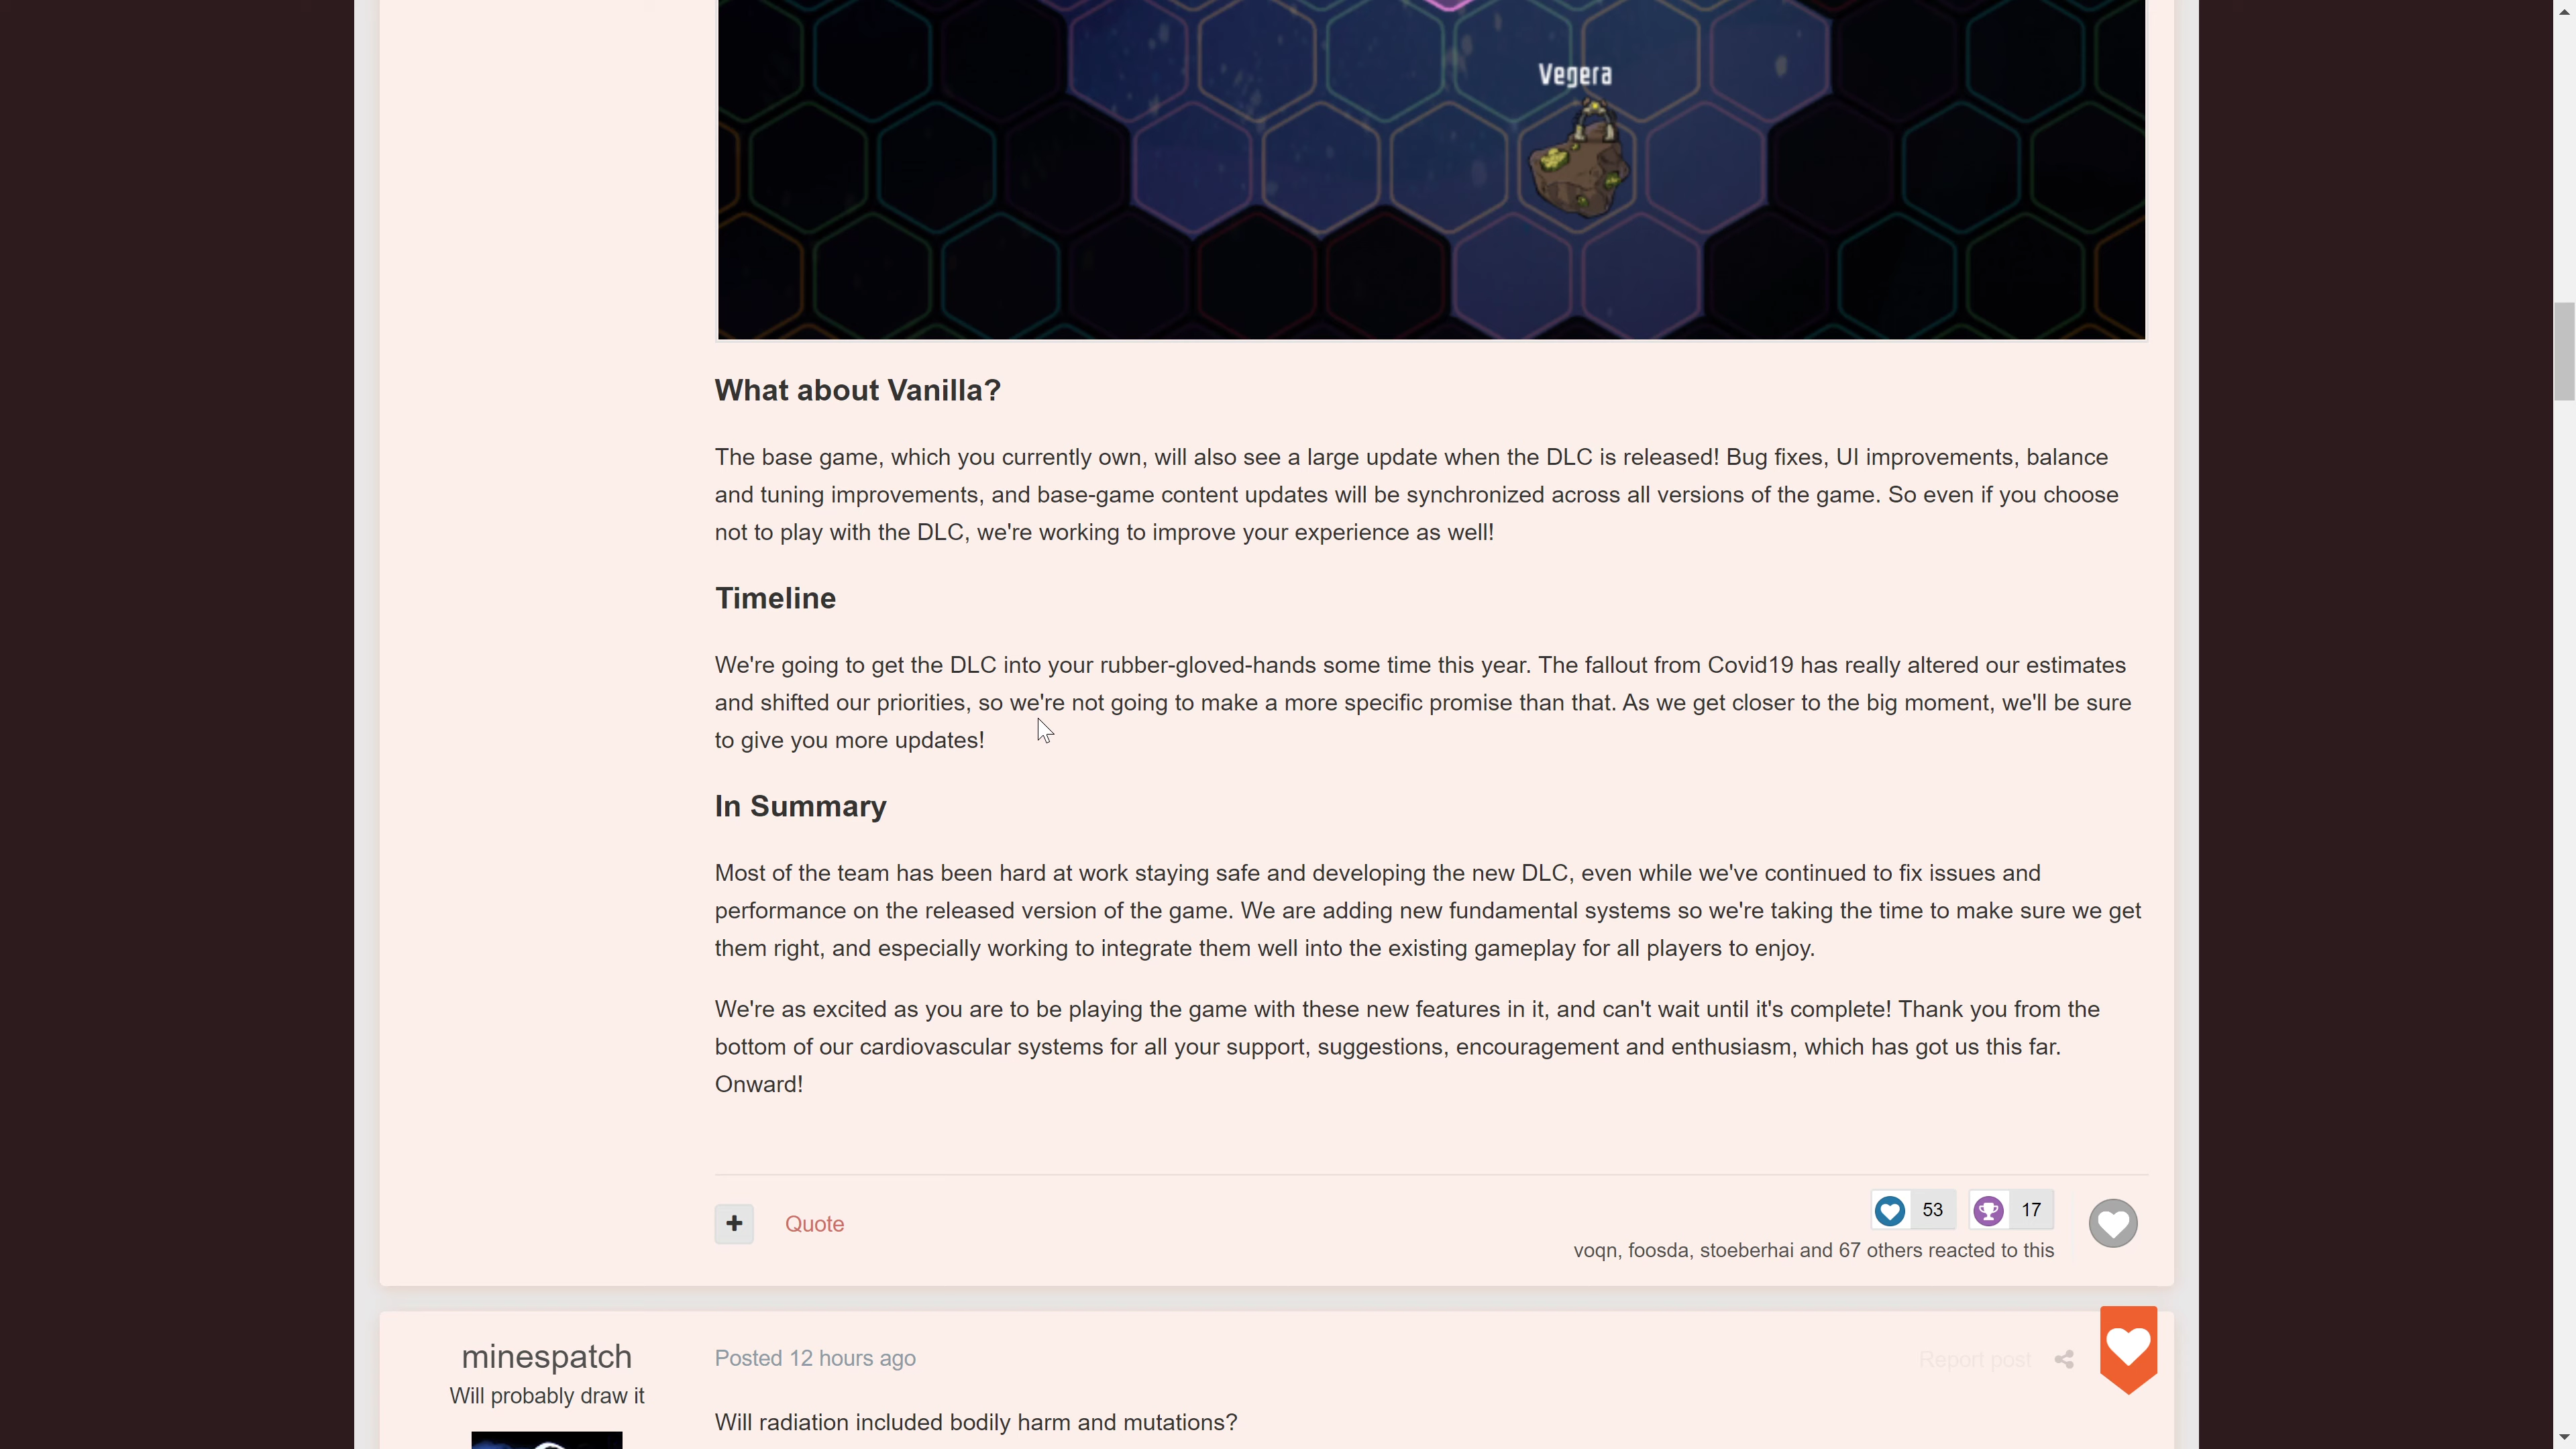 Vegera
What about Vanilla?
The base game, which you currently own, will also see a large update when the DLC is released! Bug fixes, UI improvements, balance
and tuning improvements, and base-game content updates will be synchronized across all versions of the game. So even if you choose
not to play with the DLC, we're working to improve your experience as well!
Timeline
We're going to get the DLC into your rubber-gloved-hands some time this year. The fallout from Covid19 has really altered our estimates
and shifted our priorities, so we're not going to make a more specific promise than that. As we get closer to the big moment, we'll be sure
to give you more updates!
In Summary
Most of the team has been hard at work staying safe and developing the new DLC, even while we've continued to fix issues and
performance on the released version of the game. We are adding new fundamental systems so we're taking the time to make sure we get
them right, and especially working to integrate them well into the existing gameplay for all players to enjoy.
We're as excited as you are to be playing the game with these new features in it, and can't wait until it's complete! Thank you from the
bottom of our cardiovascular systems for all your support, suggestions, encouragement and enthusiasm, which has got us this far.
Onward!
+ Quote
53 17
voqn, foosda, stoeberhai and 67 others reacted to this
minespatch
Will probably draw it
Posted 12 hours ago
Report post
Will radiation included bodily harm and mutations?